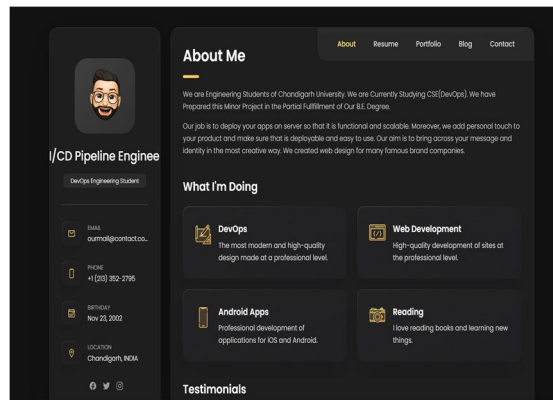 I/CD Pipeline Enginee
DevOps Engineering Student
EMAIL
ourmail@contact.co...
PHONE
+1 (213) 352-2795
BIRTHDAY
Nov 23, 2002
LOCATION
Chandigarh, INDIA
About Resume Portfolio Blog Contact
About Me
We are Engineering Students of Chandigarh University. We are Currently Studying CSE(DevOps). We have
Prepared this Minor Project in the Partial Fullfillment of Our B.E. Degree.
Our job is to deploy your apps on server so that it is functional and scalable. Moreover, we add personal touch to
your product and make sure that is deployable and easy to use. Our aim is to bring across your message and
identity in the most creative way. We created web design for many famous brand companies.
What I'm Doing
DevOps
The most modern and high-quality
design made at a professional level.
Web Development
High-quality development of sites at
the professional level.
Android Apps
Professional development of
applications for iOS and Android.
Reading
I love reading books and learning new
things.
Testimonials